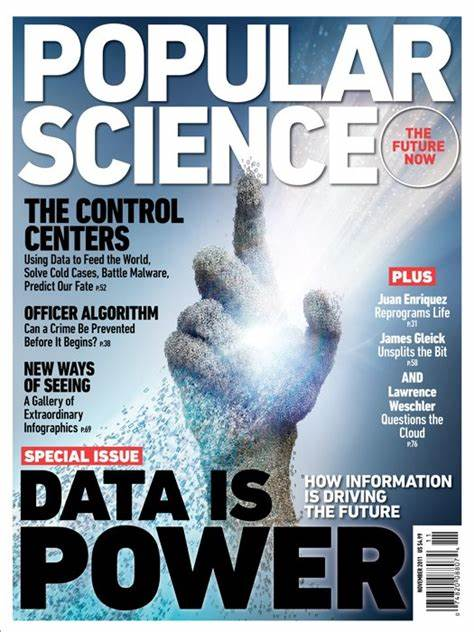 POPULAR
SCIENCE
THE
FUTURE
NOW
THE CONTROL
CENTERS
Using Data to Feed the World,
Solve Cold Cases, Battle Malware,
Predict Our Fate P.52
OFFICER ALGORITHM
Can a Crime Be Prevented
Before It Begins? P.38
NEW WAYS
OF SEEING
A Gallery of
Extraordinary
Infographics P.69
PLUS
Juan Enriquez
Reprograms Life
P.31
James Gleick
Unsplits the Bit
P.58
AND
Lawrence
Weschler
Questions the
Cloud
P.76
SPECIAL ISSUE
DATA IS
POWER
HOW INFORMATION
IS DRIVING
THE FUTURE
NOVEMBER 2011 US $4.99
11